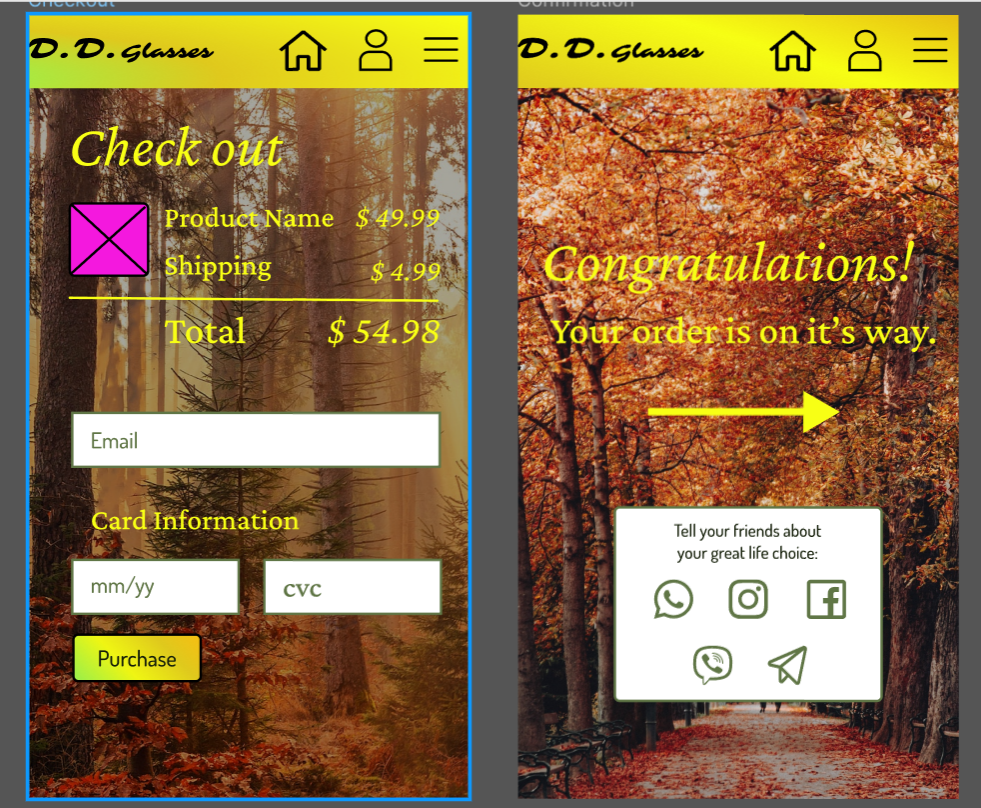 Checkout
Confirmation
D.D. Glasses
Check out
Product Name $ 49.99
Shipping $ 4.99
Total $ 54.98
Email
Card Information
mm/yy
cvc
Purchase
D.D. Glasses
Congratulations!
Your order is on it’s way.
Tell your friends about
your great life choice: